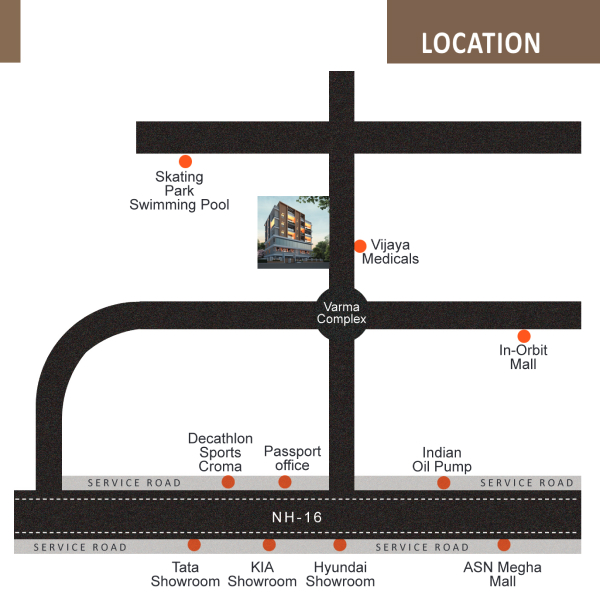 LOCATION
Skating
Park
Swimming Pool
Vijaya
Medicals
Varma
Complex
In-Orbit
Mall
Decathlon
Sports
Croma
Passport
office
Indian
Oil Pump
SERVICE ROAD
SERVICE ROAD
NH-16
SERVICE ROAD
SERVICE ROAD
Tata
Showroom
KIA
Showroom
Hyundai
Showroom
ASN Megha
Mall